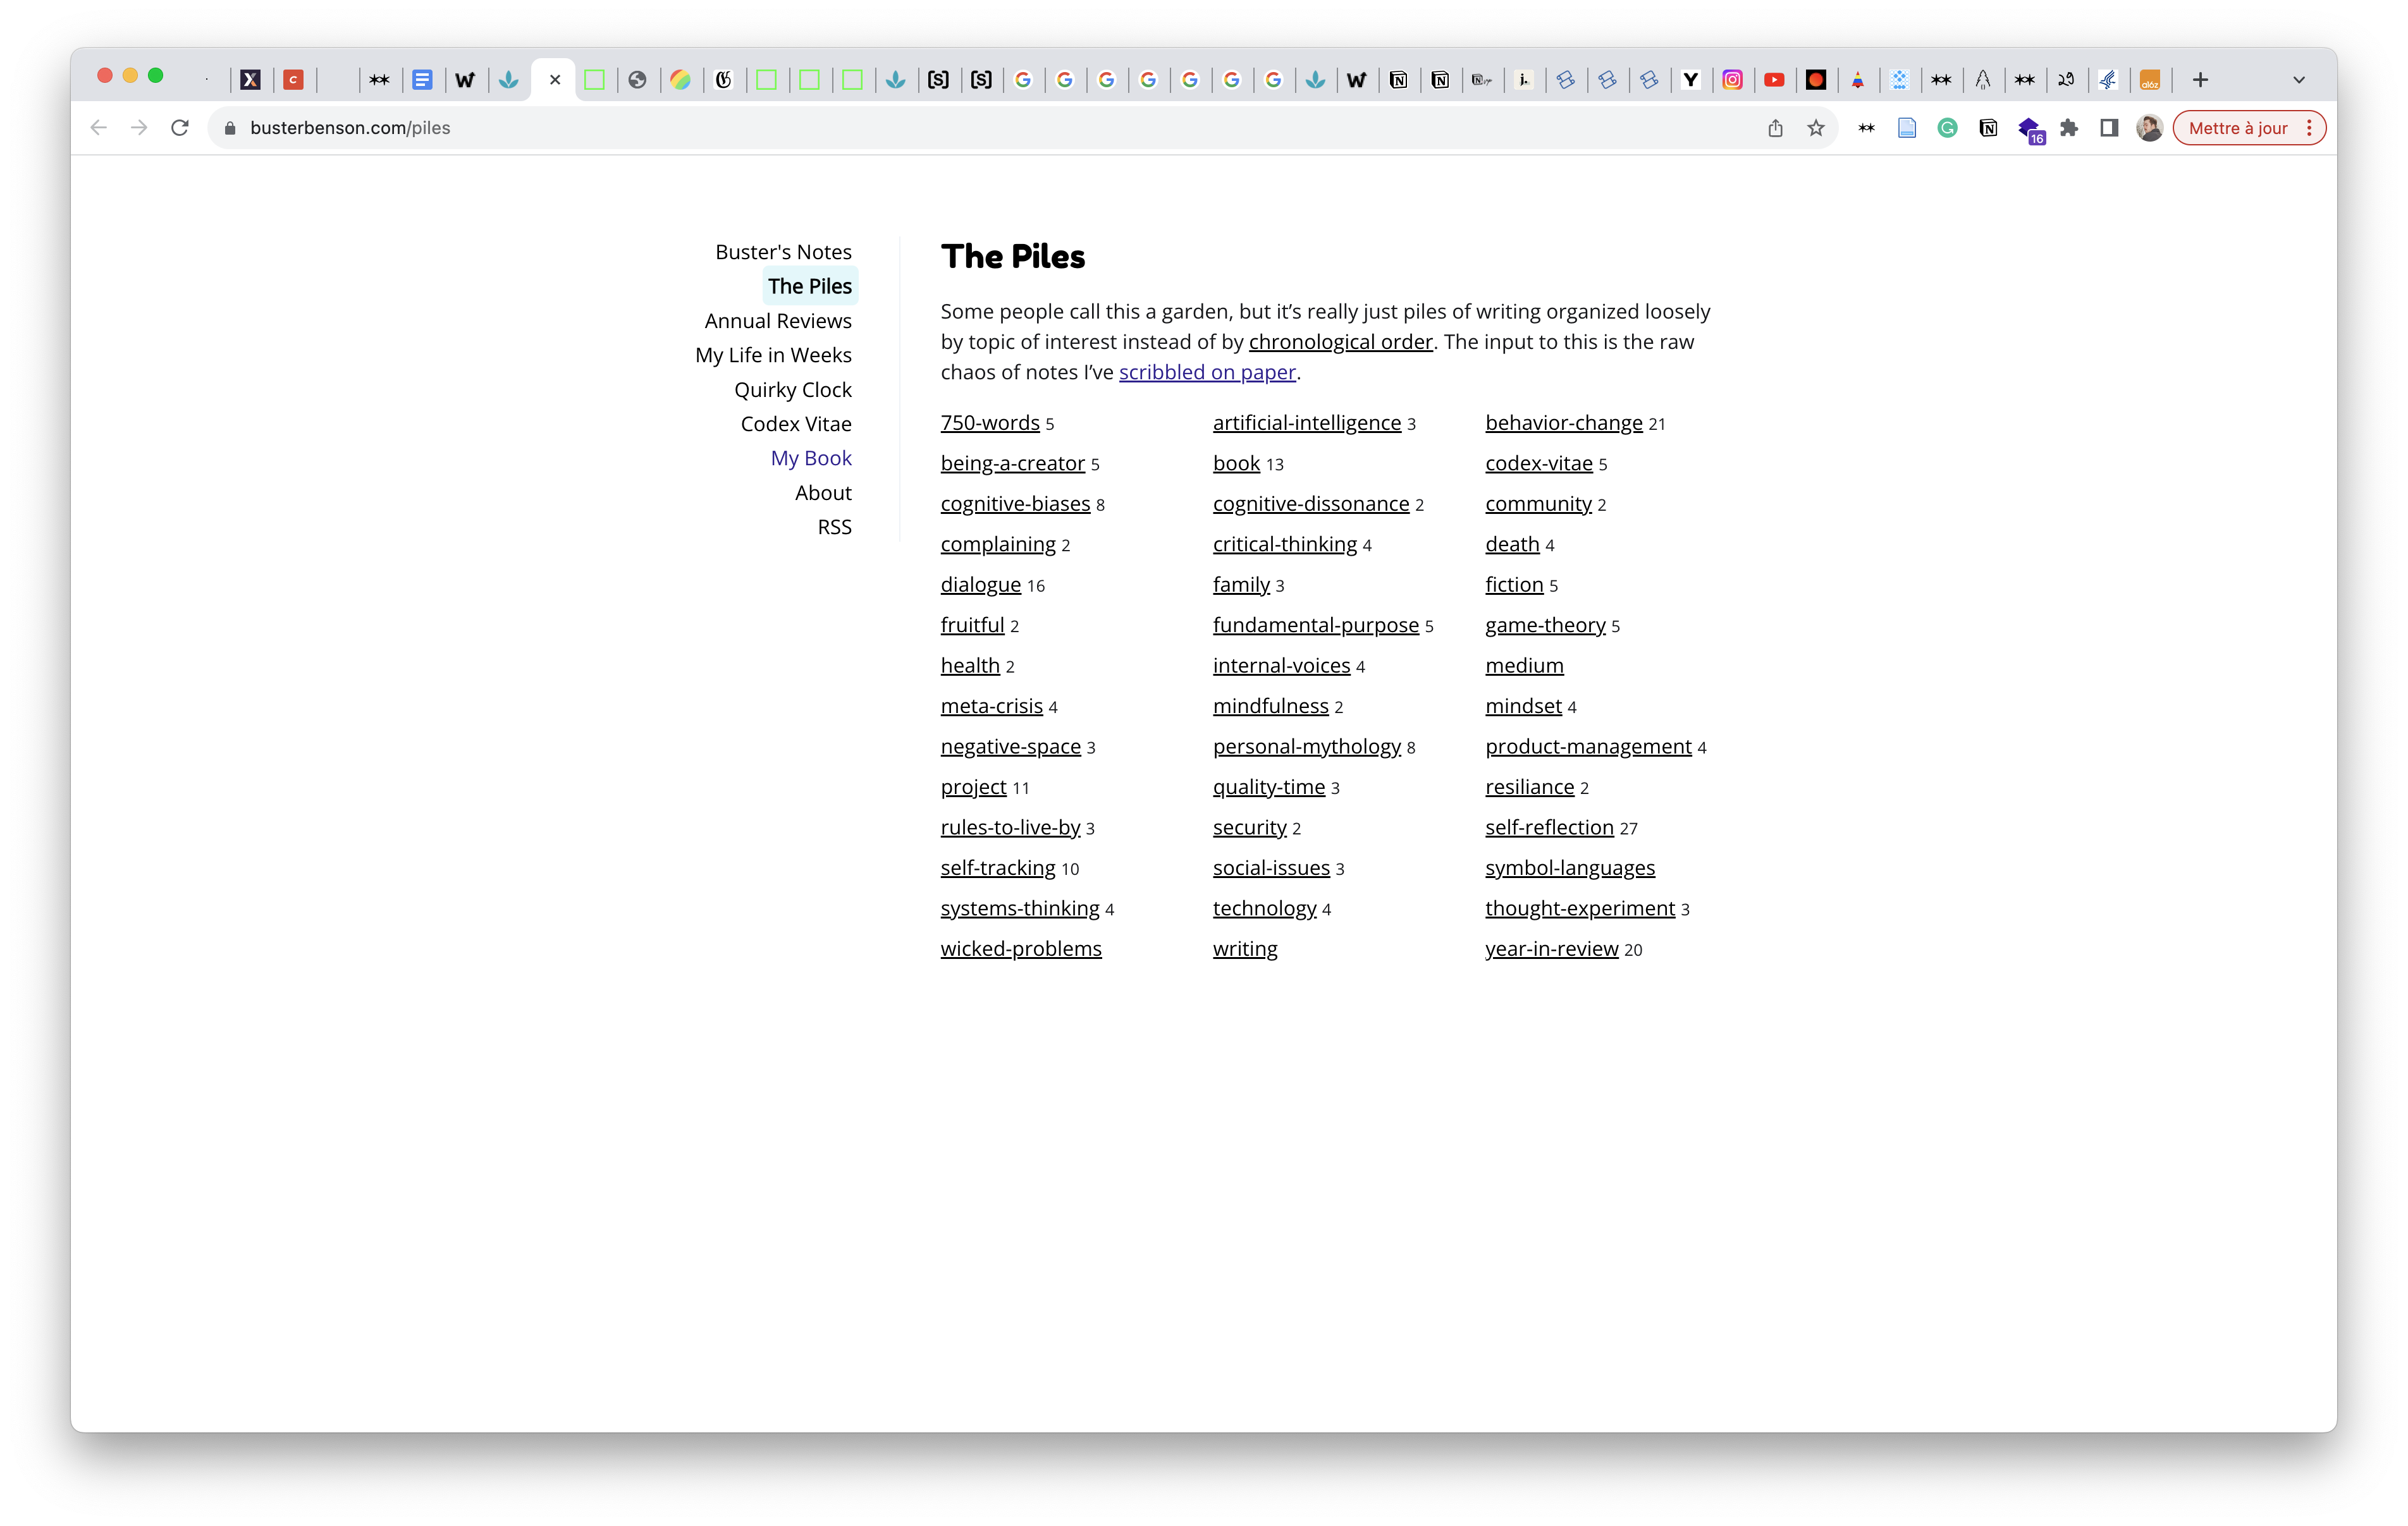 busterbenson.com/piles
16
Mettre à jour
Buster's Notes
The Piles
Annual Reviews
My Life in Weeks
Quirky Clock
Codex Vitae
My Book
About
RSS
The Piles
Some people call this a garden, but it’s really just piles of writing organized loosely
by topic of interest instead of by chronological order. The input to this is the raw
chaos of notes I’ve scribbled on paper.
750-words 5 artificial-intelligence 3 behavior-change 21
being-a-creator 5 book 13 codex-vitae 5
cognitive-biases 8 cognitive-dissonance 2 community 2
complaining 2 critical-thinking 4 death 4
dialogue 16 family 3 fiction 5
fruitful 2 fundamental-purpose 5 game-theory 5
health 2 internal-voices 4 medium
meta-crisis 4 mindfulness 2 mindset 4
negative-space 3 personal-mythology 8 product-management 4
project 11 quality-time 3 resiliance 2
rules-to-live-by 3 security 2 self-reflection 27
self-tracking 10 social-issues 3 symbol-languages
systems-thinking 4 technology 4 thought-experiment 3
wicked-problems writing year-in-review 20